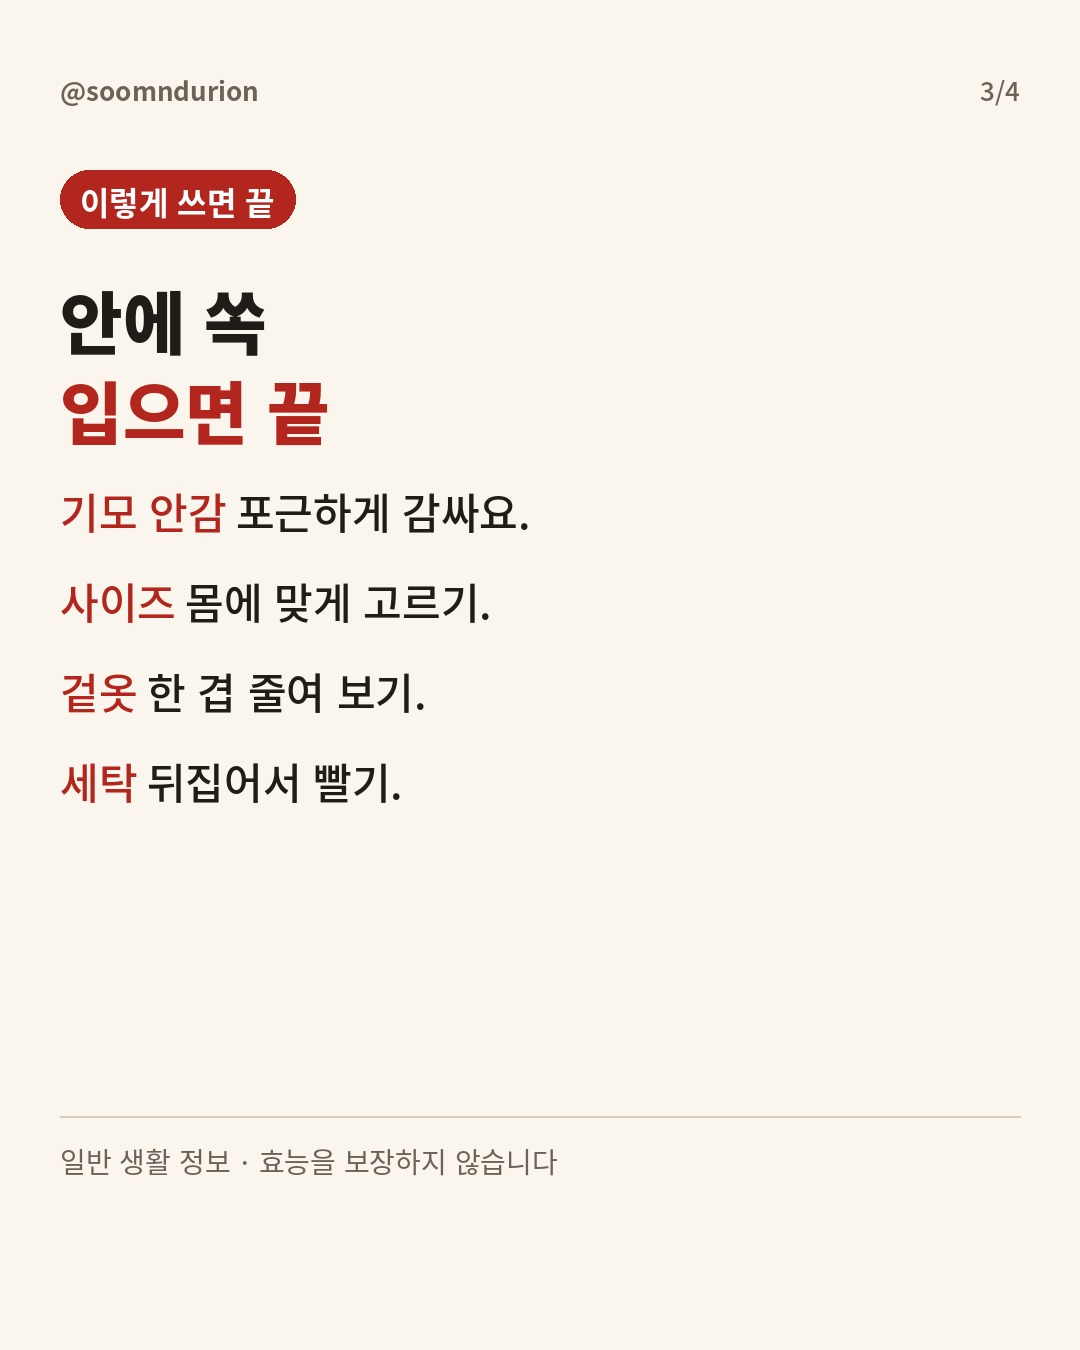 @soomndurion
3/4
이렇게 쓰면 끝
안에 쏙
입으면 끝
기모 안감 포근하게 감싸요.
사이즈 몸에 맞게 고르기.
겉옷 한 겹 줄여 보기.
세탁 뒤집어서 빨기.
일반 생활 정보 · 효능을 보장하지 않습니다